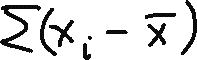 ∑(xᵢ − x̄)